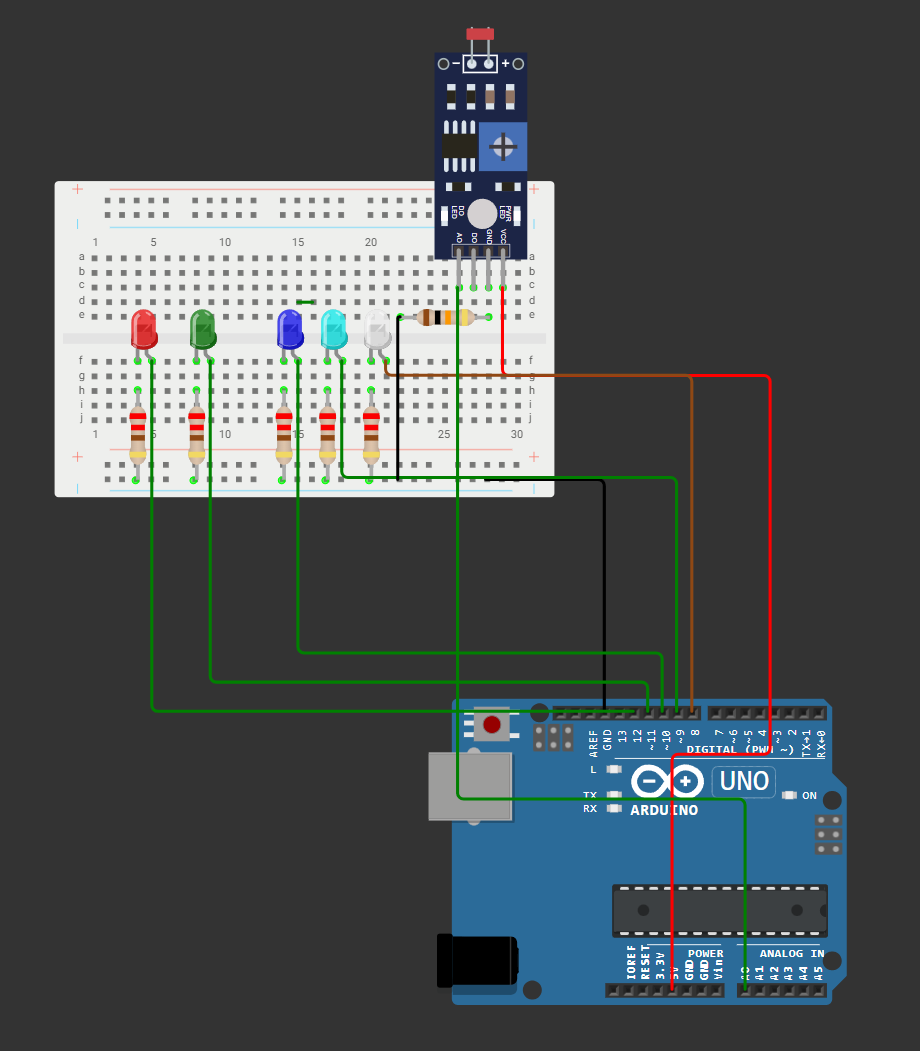 − +
DO LED PWR LED
AO DO GND VCC
+ +
| |
1 5 10 15 20
a a
b b
c c
d d
e e
f f
g g
h h
i i
j j
1 5 10 15 25 30
+ +
| |
AREF GND 13 12 ~11 ~10 ~9 8 7 ~6 ~5 4 ~3 2 TX→1 RX←0
DIGITAL (PWM ~)
L
UNO
TX ON
RX ARDUINO
POWER ANALOG IN
IOREF RESET 3.3V 5V GND GND Vin A0 A1 A2 A3 A4 A5